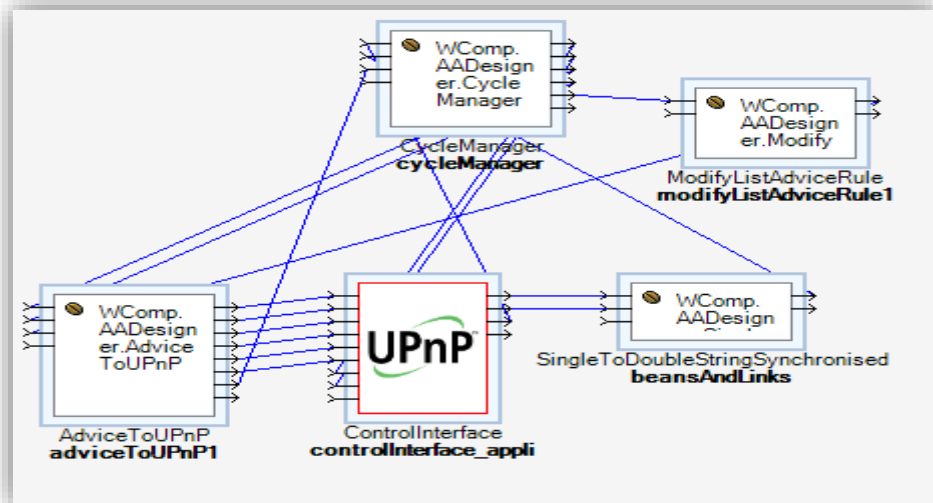 WComp.
AADesign
er.Cycle
Manager
CycleManager
cycleManager
WComp.
AADesign
er.Modify
ModifyListAdviceRule
modifyListAdviceRule1
WComp.
AADesign
er.Advice
ToUPnP
AdviceToUPnP
adviceToUPnP1
UPnP
ControlInterface
controlInterface_appli
WComp.
AADesign
SingleToDoubleStringSynchronised
beansAndLinks